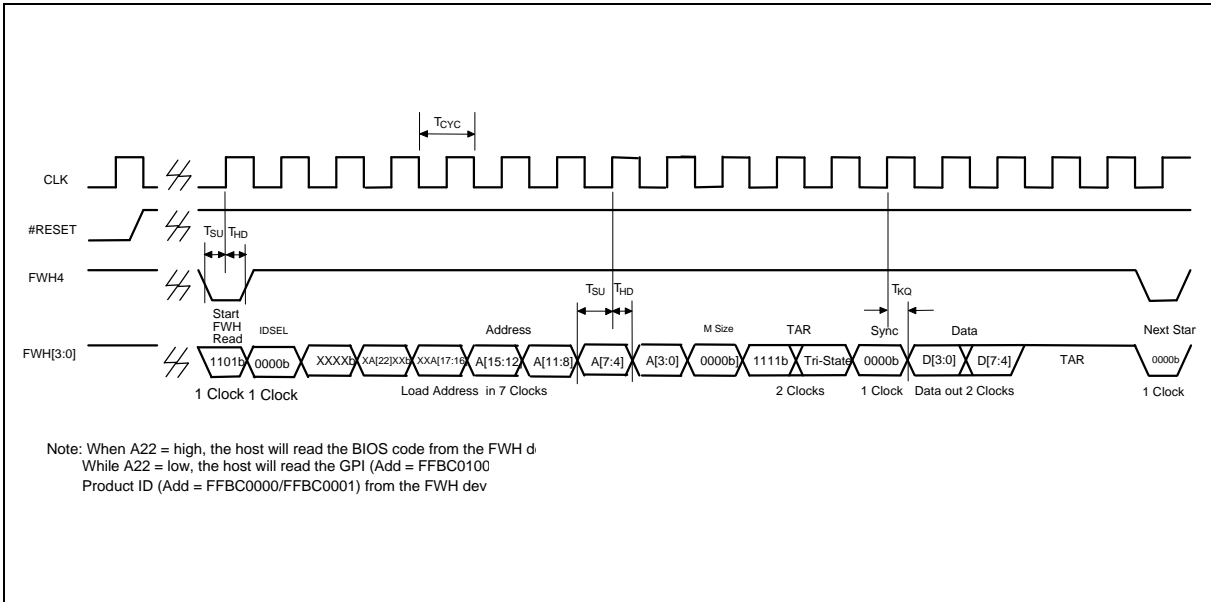 TCYC
CLK
#RESET
TSU THD
FWH4
TSU THD
TKQ
Start
FWH
Read
IDSEL
Address
M Size
TAR
Sync
Data
Next Star
FWH[3:0]
1101b 0000b XXXXb XA[22]XXb XXA[17:16] A[15:12] A[11:8] A[7:4] A[3:0] 0000b 1111b Tri-State 0000b D[3:0] D[7:4] TAR 0000b
1 Clock 1 Clock Load Address in 7 Clocks 2 Clocks 1 Clock Data out 2 Clocks 1 Clock
Note: When A22 = high, the host will read the BIOS code from the FWH de
While A22 = low, the host will read the GPI (Add = FFBC0100
Product ID (Add = FFBC0000/FFBC0001) from the FWH dev